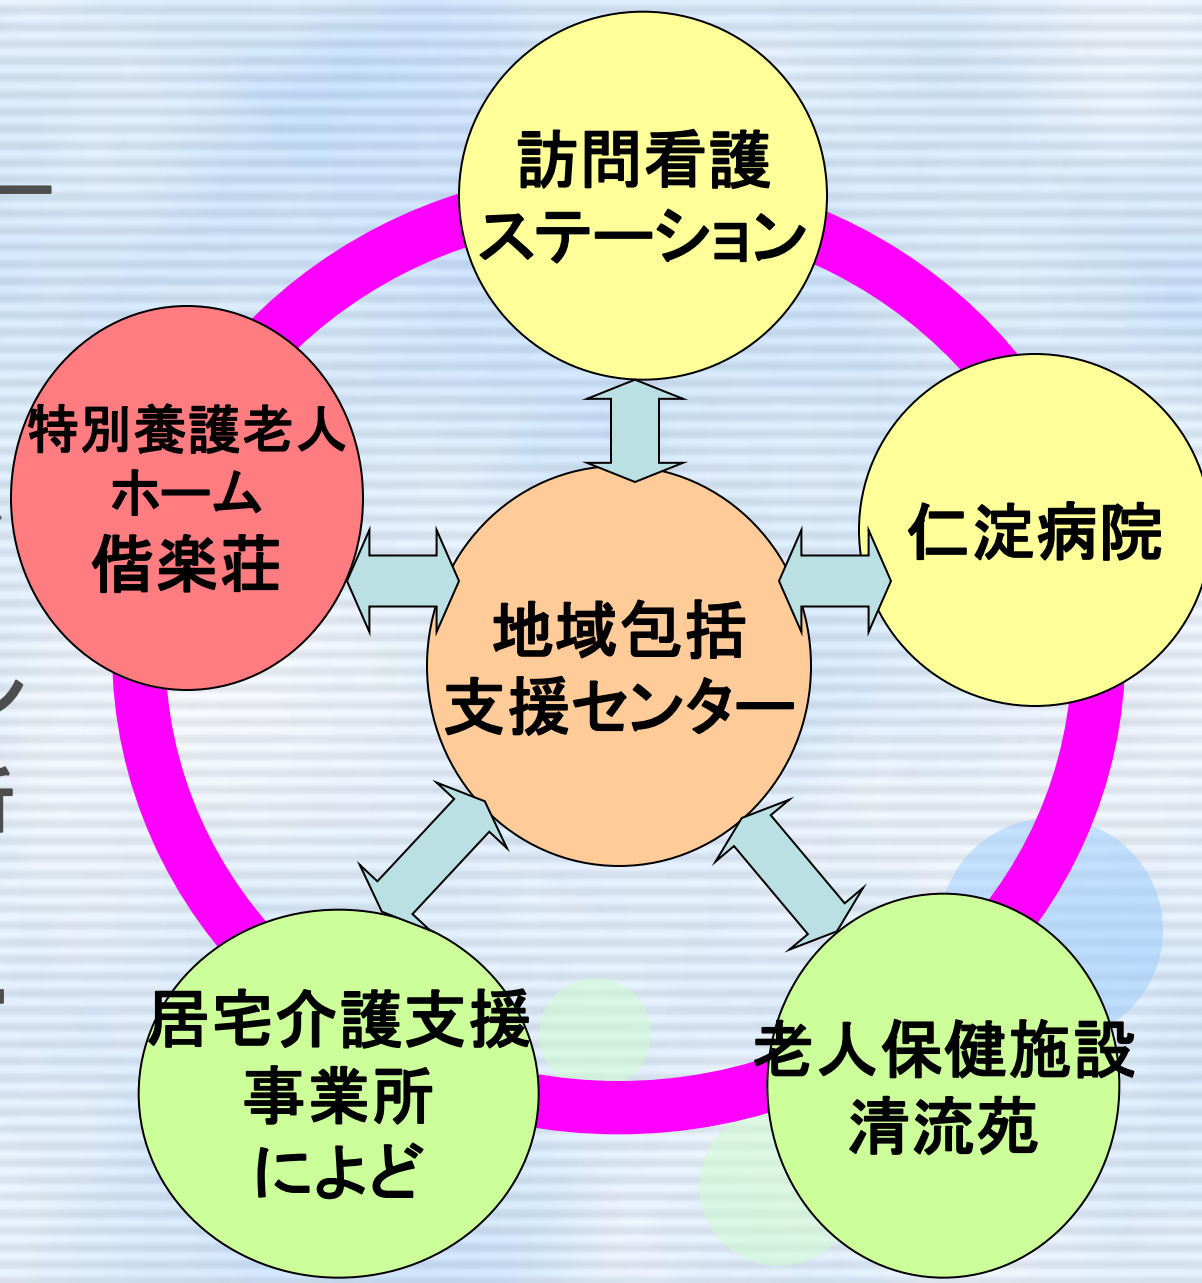 訪問看護
ステーション
特別養護老人
ホーム
偕楽荘
仁淀病院
地域包括
支援センター
居宅介護支援
事業所
によど
老人保健施設
清流苑